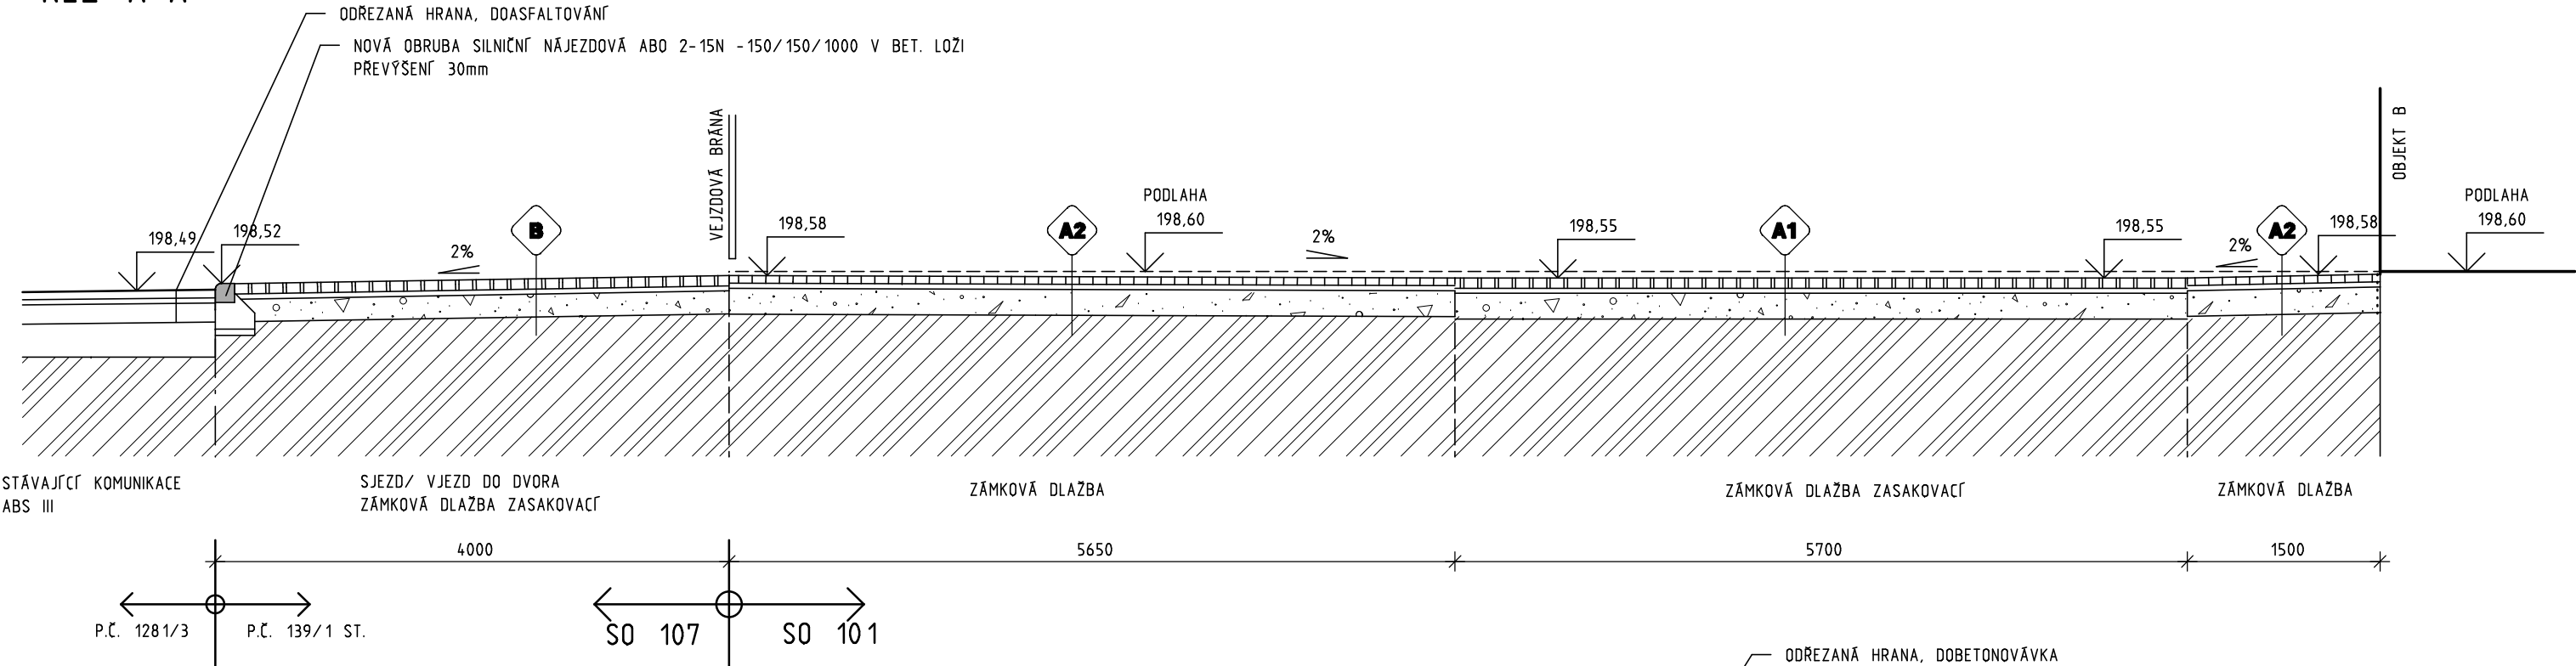 ODŘEZANÁ HRANA, DOASFALTOVÁNÍ
NOVÁ OBRUBA SILNIČNÍ NÁJEZDOVÁ ABO 2-15N -150/150/1000 V BET. LOŽI
PŘEVÝŠENÍ 30mm
VEJZDOVÁ BRÁNA
OBJEKT B
198,49
198,52
2%
B
198,58
A2
PODLAHA
198,60
2%
198,55
A1
198,55
2%
A2
198,58
PODLAHA
198,60
STÁVAJÍCÍ KOMUNIKACE
ABS III
SJEZD/ VJEZD DO DVORA
ZÁMKOVÁ DLAŽBA ZASAKOVACÍ
ZÁMKOVÁ DLAŽBA
ZÁMKOVÁ DLAŽBA ZASAKOVACÍ
ZÁMKOVÁ DLAŽBA
4000
5650
5700
1500
P.Č. 1281/3
P.Č. 139/1 ST.
SO 107
SO 101
ODŘEZANÁ HRANA, DOBETONOVÁVKA